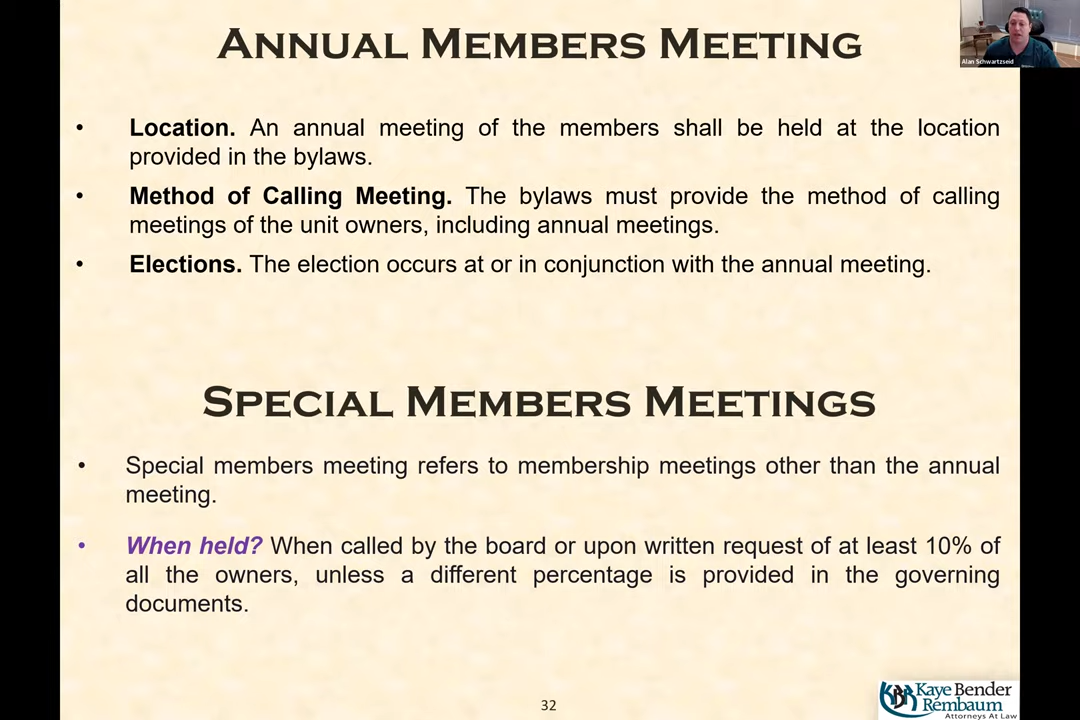 ANNUAL MEMBERS MEETING
Alan Schwartzseid
• Location. An annual meeting of the members shall be held at the location
provided in the bylaws.
• Method of Calling Meeting. The bylaws must provide the method of calling
meetings of the unit owners, including annual meetings.
• Elections. The election occurs at or in conjunction with the annual meeting.
SPECIAL MEMBERS MEETINGS
• Special members meeting refers to membership meetings other than the annual
meeting.
• When held? When called by the board or upon written request of at least 10% of
all the owners, unless a different percentage is provided in the governing
documents.
32
KBR Kaye Bender
Rembaum
Attorneys At Law